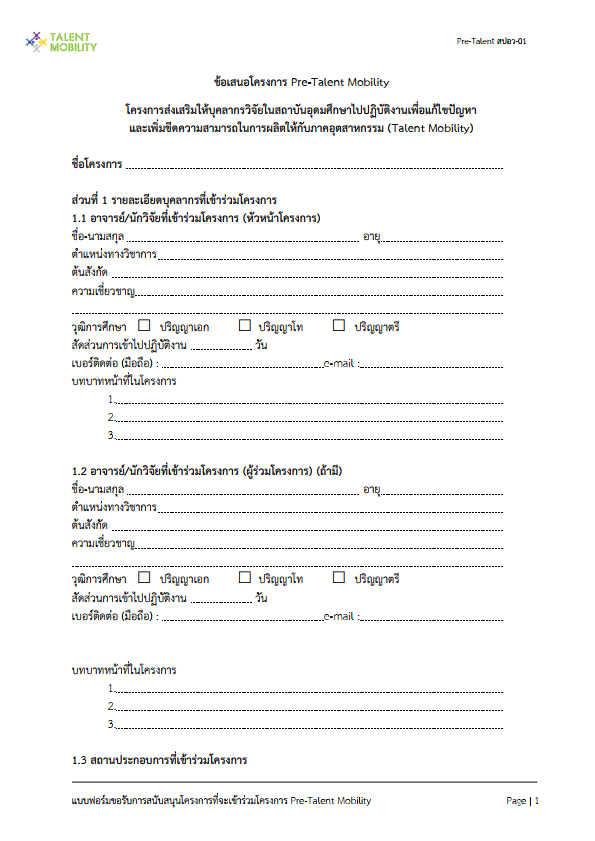 TALENT
MOBILITY
Pre-Talent สปอว-01
ข้อเสนอโครงการ Pre-Talent Mobility
โครงการส่งเสริมให้บุคลากรวิจัยในสถาบันอุดมศึกษาไปปฏิบัติงานเพื่อแก้ไขปัญหา
และเพิ่มขีดความสามารถในการผลิตให้กับภาคอุตสาหกรรม (Talent Mobility)
ชื่อโครงการ
ส่วนที่ 1 รายละเอียดบุคลากรที่เข้าร่วมโครงการ
1.1 อาจารย์/นักวิจัยที่เข้าร่วมโครงการ (หัวหน้าโครงการ)
ชื่อ-นามสกุล อายุ
ตำแหน่งทางวิชาการ
ต้นสังกัด
ความเชี่ยวชาญ
วุฒิการศึกษา ☐ ปริญญาเอก ☐ ปริญญาโท ☐ ปริญญาตรี
สัดส่วนการเข้าไปปฏิบัติงาน วัน
เบอร์ติดต่อ (มือถือ) : e-mail :
บทบาทหน้าที่ในโครงการ
1.
2.
3.
1.2 อาจารย์/นักวิจัยที่เข้าร่วมโครงการ (ผู้ร่วมโครงการ) (ถ้ามี)
ชื่อ-นามสกุล อายุ
ตำแหน่งทางวิชาการ
ต้นสังกัด
ความเชี่ยวชาญ
วุฒิการศึกษา ☐ ปริญญาเอก ☐ ปริญญาโท ☐ ปริญญาตรี
สัดส่วนการเข้าไปปฏิบัติงาน วัน
เบอร์ติดต่อ (มือถือ) : e-mail :
บทบาทหน้าที่ในโครงการ
1.
2.
3.
1.3 สถานประกอบการที่เข้าร่วมโครงการ
แบบฟอร์มขอรับการสนับสนุนโครงการที่จะเข้าร่วมโครงการ Pre-Talent Mobility Page | 1